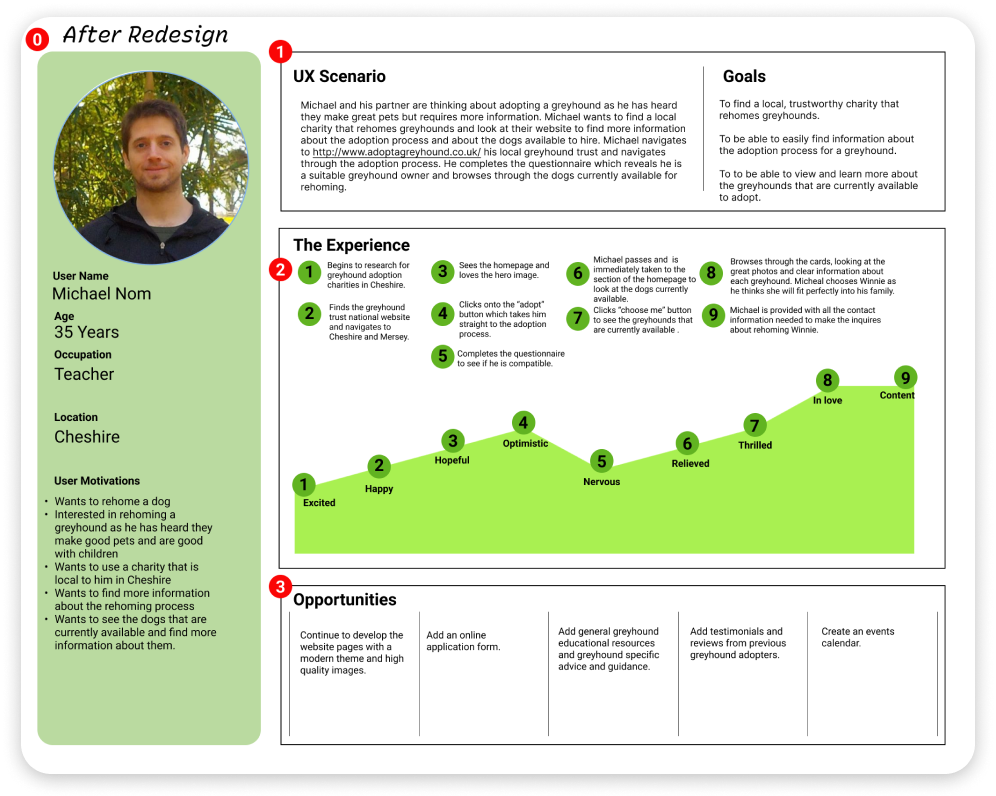 0
After Redesign
User Name
Michael Nom
Age
35 Years
Occupation
Teacher
Location
Cheshire
User Motivations
• Wants to rehome a dog
• Interested in rehoming a
greyhound as he has heard they
make good pets and are good
with children
• Wants to use a charity that is
local to him in Cheshire
• Wants to find more information
about the rehoming process
• Wants to see the dogs that are
currently available and find more
information about them.
1
UX Scenario
Michael and his partner are thinking about adopting a greyhound as he has heard
they make great pets but requires more information. Michael wants to find a local
charity that rehomes greyhounds and look at their website to find more information
about the adoption process and about the dogs available to hire. Michael navigates
to http://www.adoptagreyhound.co.uk/ his local greyhound trust and navigates
through the adoption process. He completes the questionnaire which reveals he is
a suitable greyhound owner and browses through the dogs currently available for
rehoming.
Goals
To find a local, trustworthy charity that
rehomes greyhounds.
To be able to easily find information about
the adoption process for a greyhound.
To to be able to view and learn more about
the greyhounds that are currently available
to adopt.
2
The Experience
1
Begins to research for
greyhound adoption
charities in Cheshire.
2
Finds the greyhound
trust national website
and navigates to
Cheshire and Mersey.
3
Sees the homepage and
loves the hero image.
4
Clicks onto the "adopt"
button which takes him
straight to the adoption
process.
5
Completes the questionnaire
to see if he is compatible.
6
Michael passes and is
immediately taken to the
section of the homepage to
look at the dogs currently
available.
7
Clicks "choose me" button
to see the greyhounds that
are currently available .
8
Browses through the cards, looking at the
great photos and clear information about
each greyhound. Micheal chooses Winnie as
he thinks she will fit perfectly into his family.
9
Michael is provided with all the contact
information needed to make the inquires
about rehoming Winnie.
1
Excited
2
Happy
3
Hopeful
4
Optimistic
5
Nervous
6
Relieved
7
Thrilled
8
In love
9
Content
3
Opportunities
Continue to develop the
website pages with a
modern theme and high
quality images.
Add an online
application form.
Add general greyhound
educational resources
and greyhound specific
advice and guidance.
Add testimonials and
reviews from previous
greyhound adopters.
Create an events
calendar.